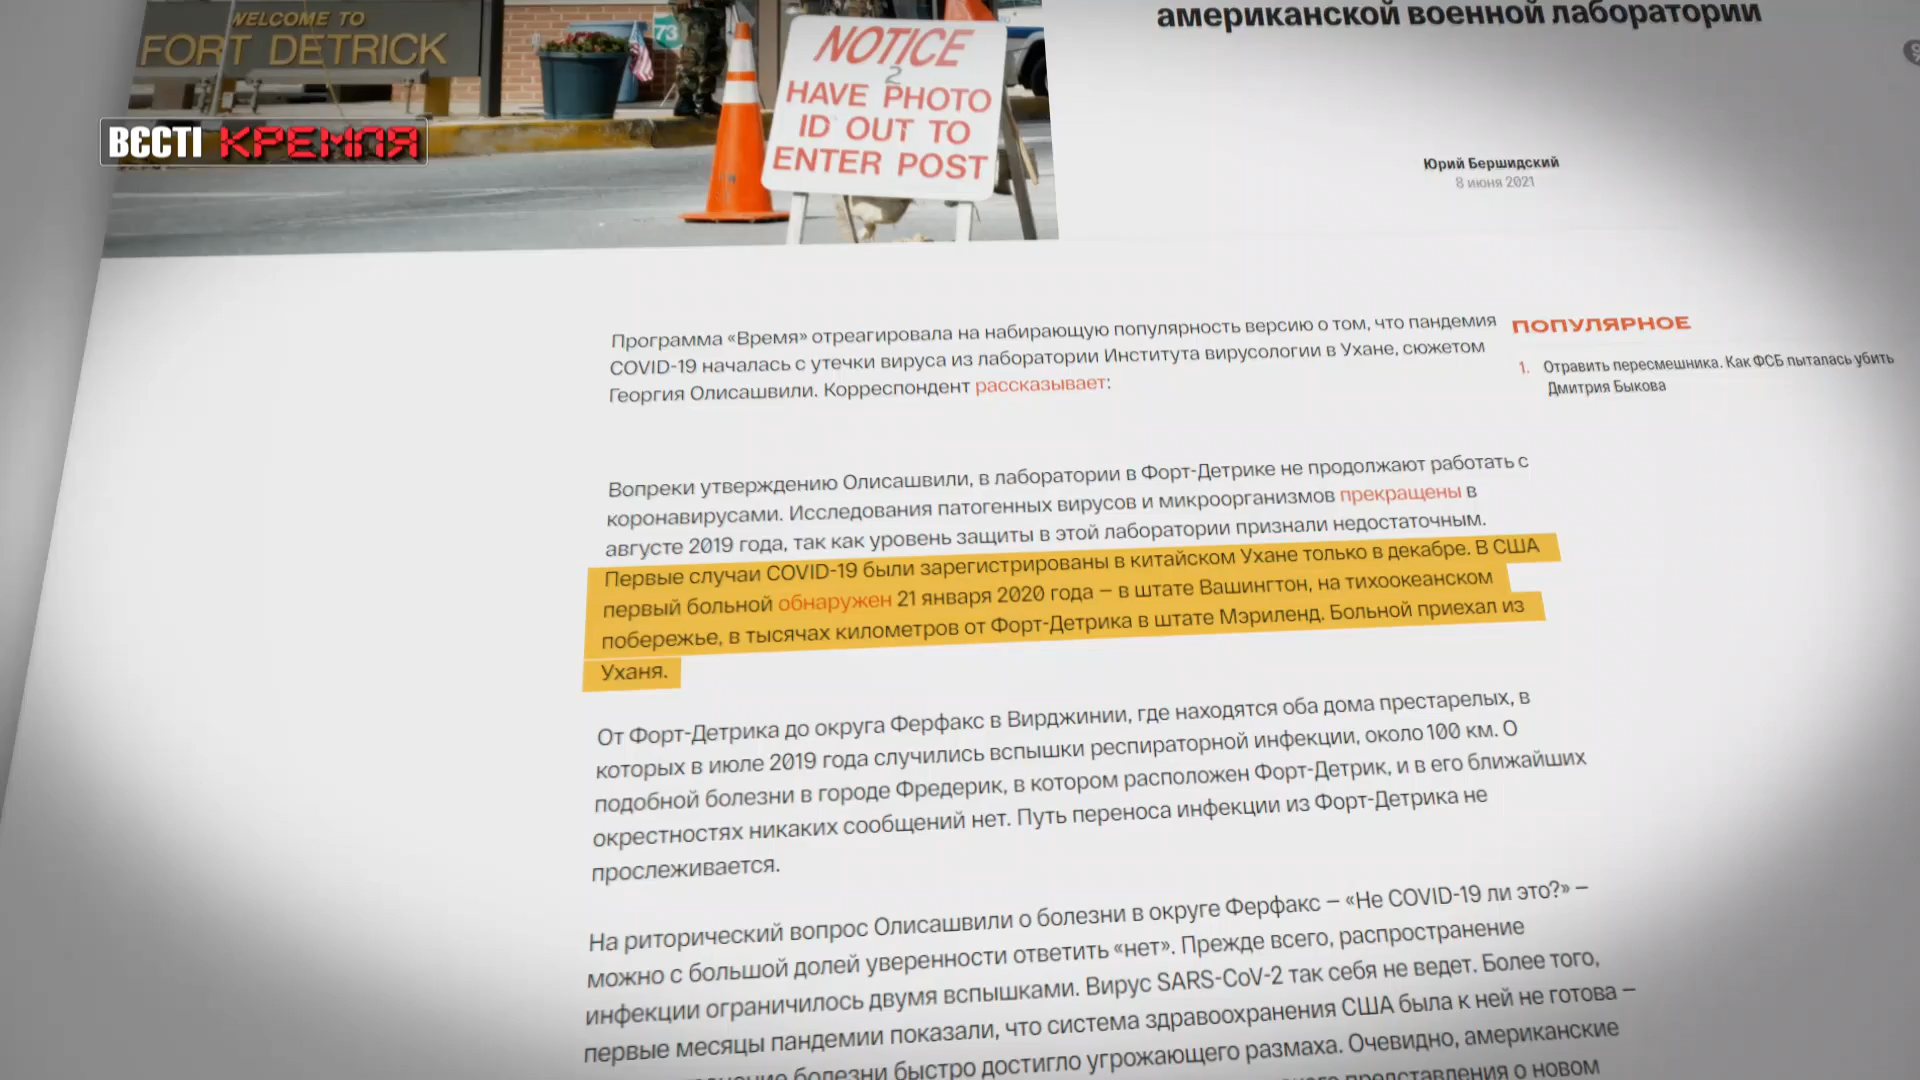 WELCOME TO
FORT DETRICK
73
NOTICE
2
HAVE PHOTO
ID OUT TO
ENTER POST
ВЄСТІ КРЕМЛЯ
американской военной лаборатории
Юрий Бершидский
8 июня 2021
Программа «Время» отреагировала на набирающую популярность версию о том, что пандемия
COVID-19 началась с утечки вируса из лаборатории Института вирусологии в Ухане, сюжетом
Георгия Олисашвили. Корреспондент рассказывает:
ПОПУЛЯРНОЕ
1. Отравить пересмешника. Как ФСБ пыталась убить
Дмитрия Быкова
Вопреки утверждению Олисашвили, в лаборатории в Форт-Детрике не продолжают работать с
коронавирусами. Исследования патогенных вирусов и микроорганизмов прекращены в
августе 2019 года, так как уровень защиты в этой лаборатории признали недостаточным.
Первые случаи COVID-19 были зарегистрированы в китайском Ухане только в декабре. В США
первый больной обнаружен 21 января 2020 года – в штате Вашингтон, на тихоокеанском
побережье, в тысячах километров от Форт-Детрика в штате Мэриленд. Больной приехал из
Уханя.
От Форт-Детрика до округа Ферфакс в Вирджинии, где находятся оба дома престарелых, в
которых в июле 2019 года случились вспышки респираторной инфекции, около 100 км. О
подобной болезни в городе Фредерик, в котором расположен Форт-Детрик, и в его ближайших
окрестностях никаких сообщений нет. Путь переноса инфекции из Форт-Детрика не
прослеживается.
На риторический вопрос Олисашвили о болезни в округе Ферфакс – «Не COVID-19 ли это?» –
можно с большой долей уверенности ответить «нет». Прежде всего, распространение
инфекции ограничилось двумя вспышками. Вирус SARS-CoV-2 так себя не ведет. Более того,
первые месяцы пандемии показали, что система здравоохранения США была к ней не готова –
болезни быстро достигло угрожающего размаха. Очевидно, американские
представления о новом